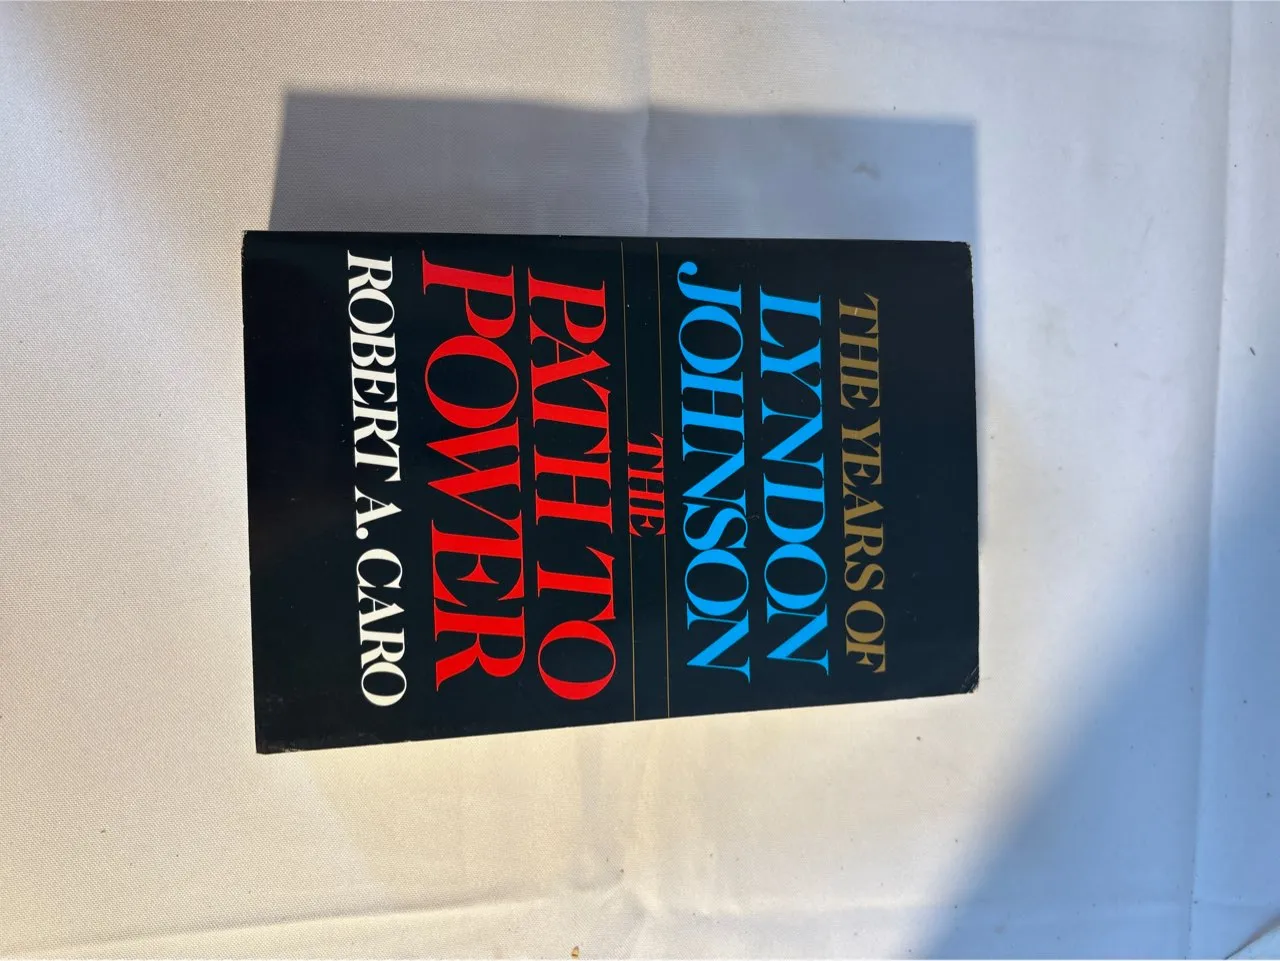 THE YEARS OF
LYNDON
JOHNSON
THE
PATH TO
POWER
ROBERT A. CARO